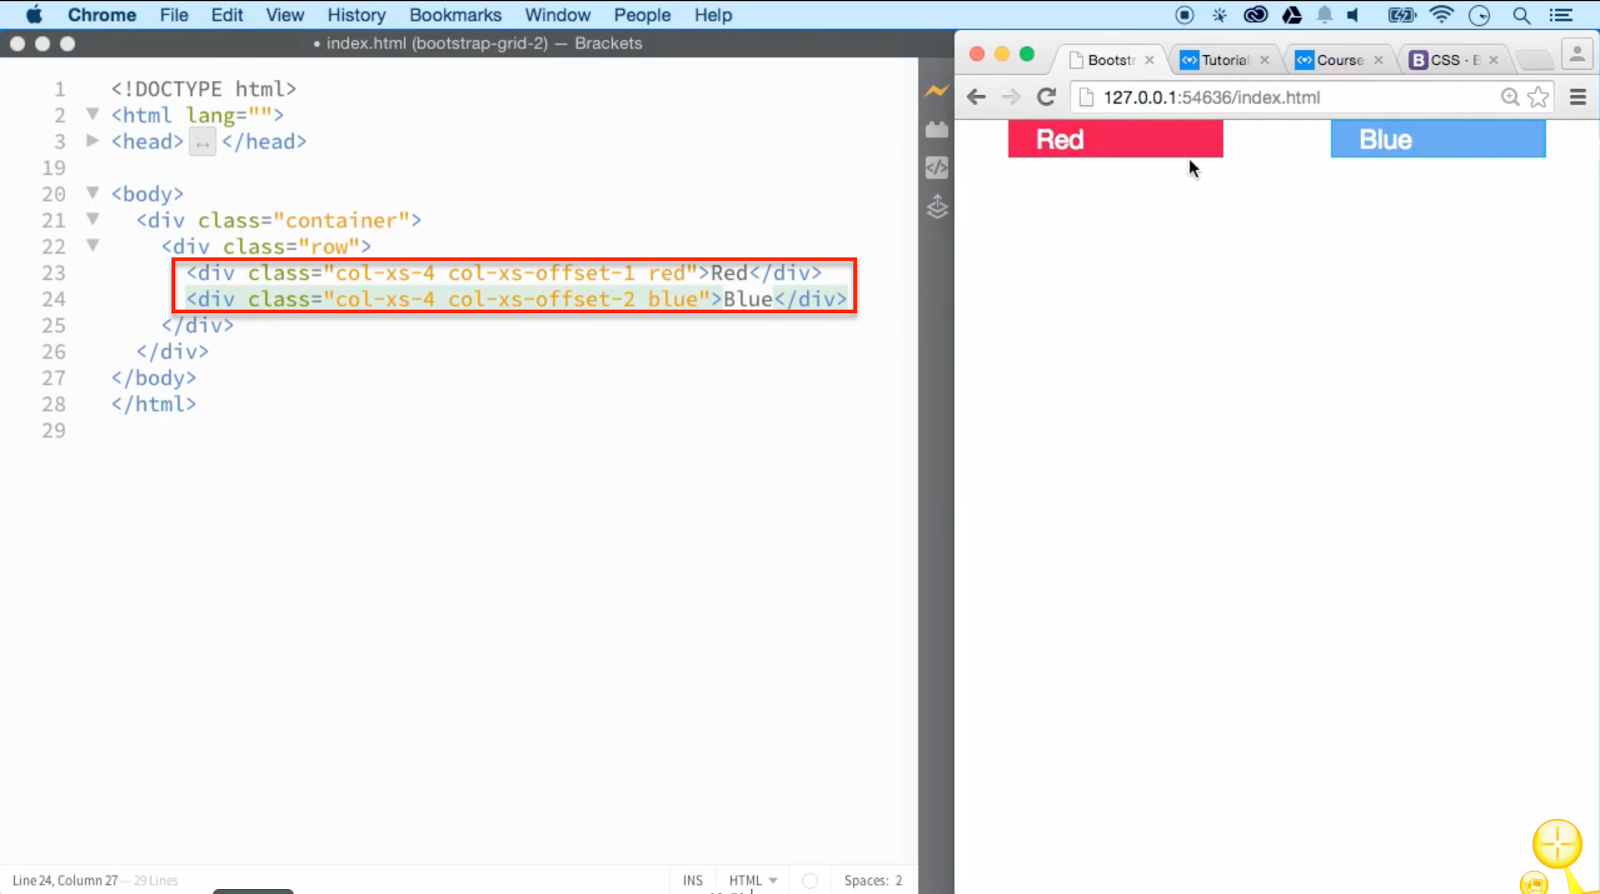 Chrome File Edit View History Bookmarks Window People Help
• index.html (bootstrap-grid-2) — Brackets
1 <!DOCTYPE html>
2 <html lang="">
3 <head> ↔ </head>
19
20 <body>
21 <div class="container">
22 <div class="row">
23 <div class="col-xs-4 col-xs-offset-1 red">Red</div>
24 <div class="col-xs-4 col-xs-offset-2 blue">Blue</div>
25 </div>
26 </div>
27 </body>
28 </html>
29
Line 24, Column 27 — 29 Lines
INS HTML Spaces: 2
Bootstr Tutorial Course B CSS · B
127.0.0.1:54636/index.html
Red Blue